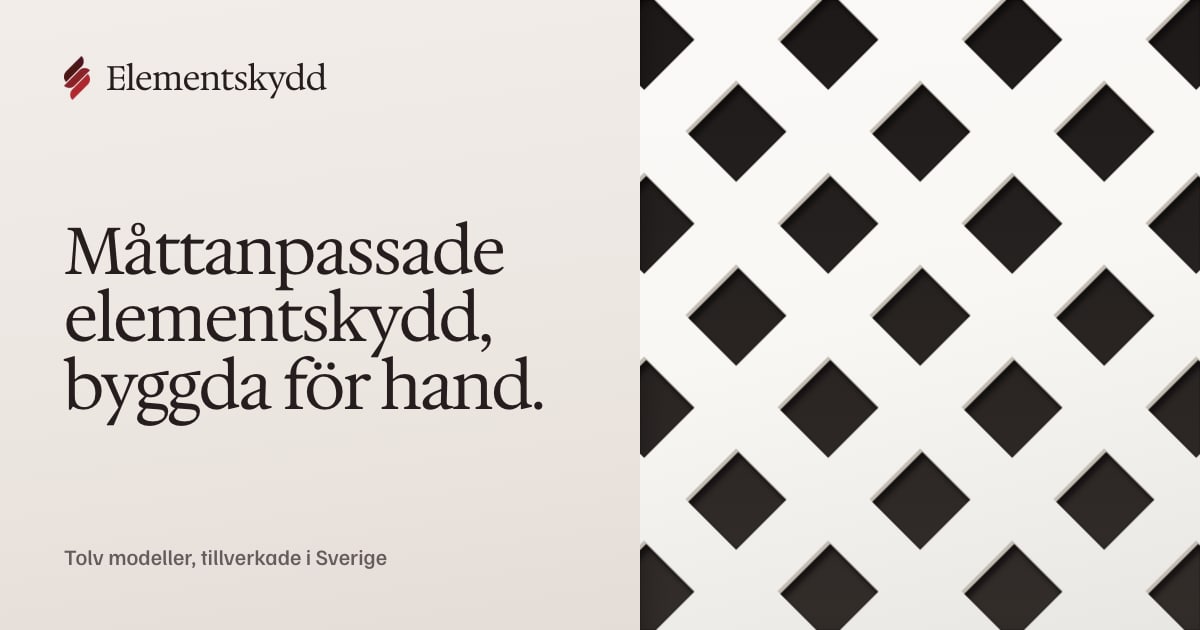 Elementskydd
Måttanpassade
elementskydd,
byggda för hand.
Tolv modeller, tillverkade i Sverige